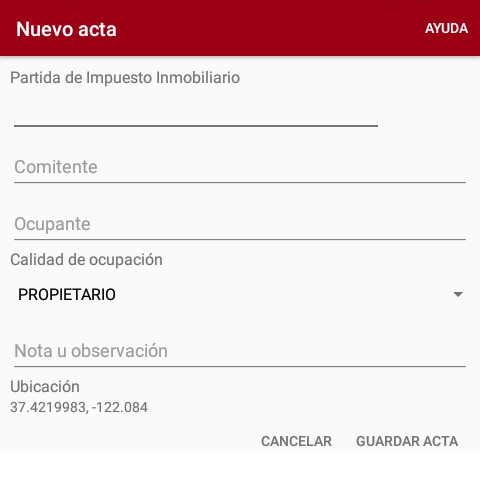 Nuevo acta
AYUDA
Partida de Impuesto Inmobiliario
Comitente
Ocupante
Calidad de ocupación
PROPIETARIO
Nota u observación
Ubicación
37.4219983, -122.084
CANCELAR
GUARDAR ACTA